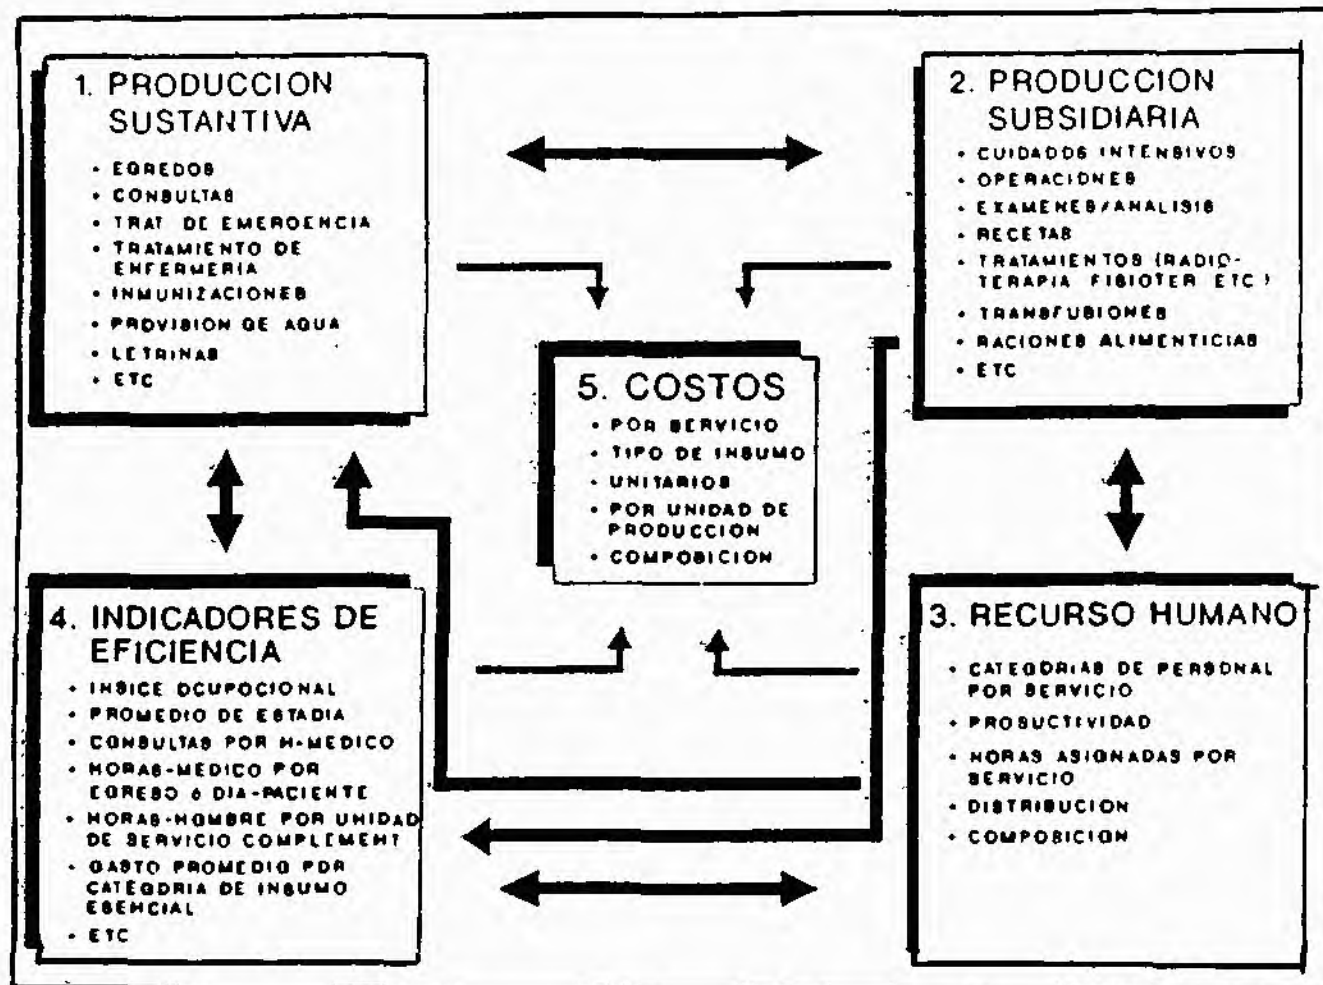 1. PRODUCCION
SUSTANTIVA
• EGREDOS
• CONSULTAS
• TRAT DE EMERGENCIA
• TRATAMIENTO DE
ENFERMERIA
• INMUNIZACIONES
• PROVISION DE AGUA
• LETRINAS
• ETC
2. PRODUCCION
SUBSIDIARIA
• CUIDADOS INTENSIVOS
• OPERACIONES
• EXAMENES/ANALISIS
• RECETAS
• TRATAMIENTOS (RADIO-
TERAPIA FISIOTER ETC)
• TRANSFUSIONES
• RACIONES ALIMENTICIAS
• ETC
5. COSTOS
• POR SERVICIO
• TIPO DE INSUMO
• UNITARIOS
• POR UNIDAD DE
PRODUCCION
• COMPOSICION
4. INDICADORES DE
EFICIENCIA
• INSICE OCUPOCIONAL
• PROMEDIO DE ESTADIA
• CONSULTAS POR H-MEDICO
• HORAS-MEDICO POR
EGRESO ó DIA-PACIENTE
• HORAS-HOMBRE POR UNIDAD
DE SERVICIO COMPLEMENT
• GASTO PROMEDIO POR
CATEGORIA DE INSUMO
ESENCIAL
• ETC
3. RECURSO HUMANO
• CATEGORIAS DE PERSONAL
POR SERVICIO
• PRODUCTIVIDAD
• HORAS ASIGNADAS POR
SERVICIO
• DISTRIBUCION
• COMPOSICION